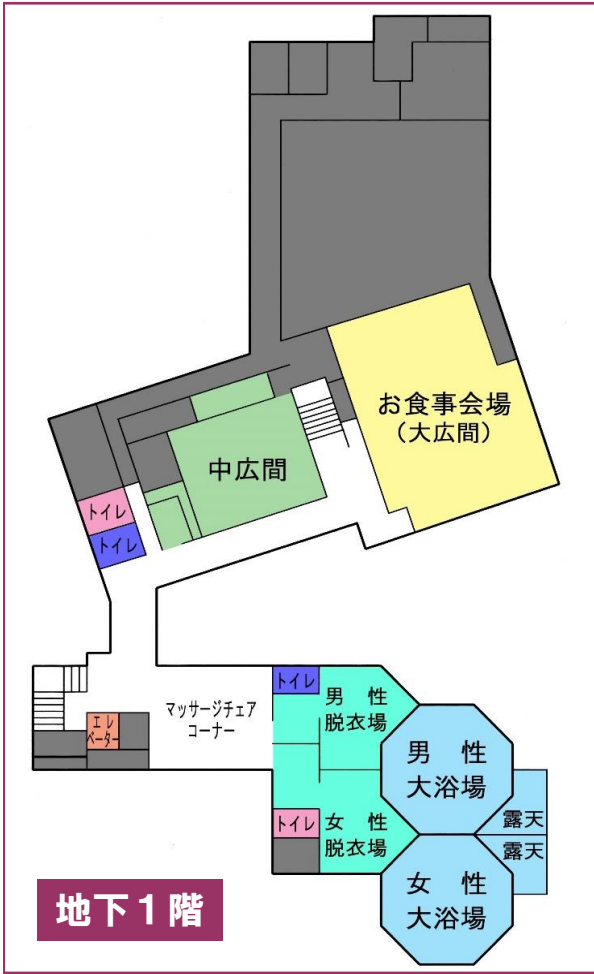 お食事会場
（大広間）
中広間
トイレ
トイレ
マッサージチェア
コーナー
エレ
ベーター
トイレ
男　性
脱衣場
男　性
大浴場
露天
露天
トイレ
女　性
脱衣場
女　性
大浴場
地下１階